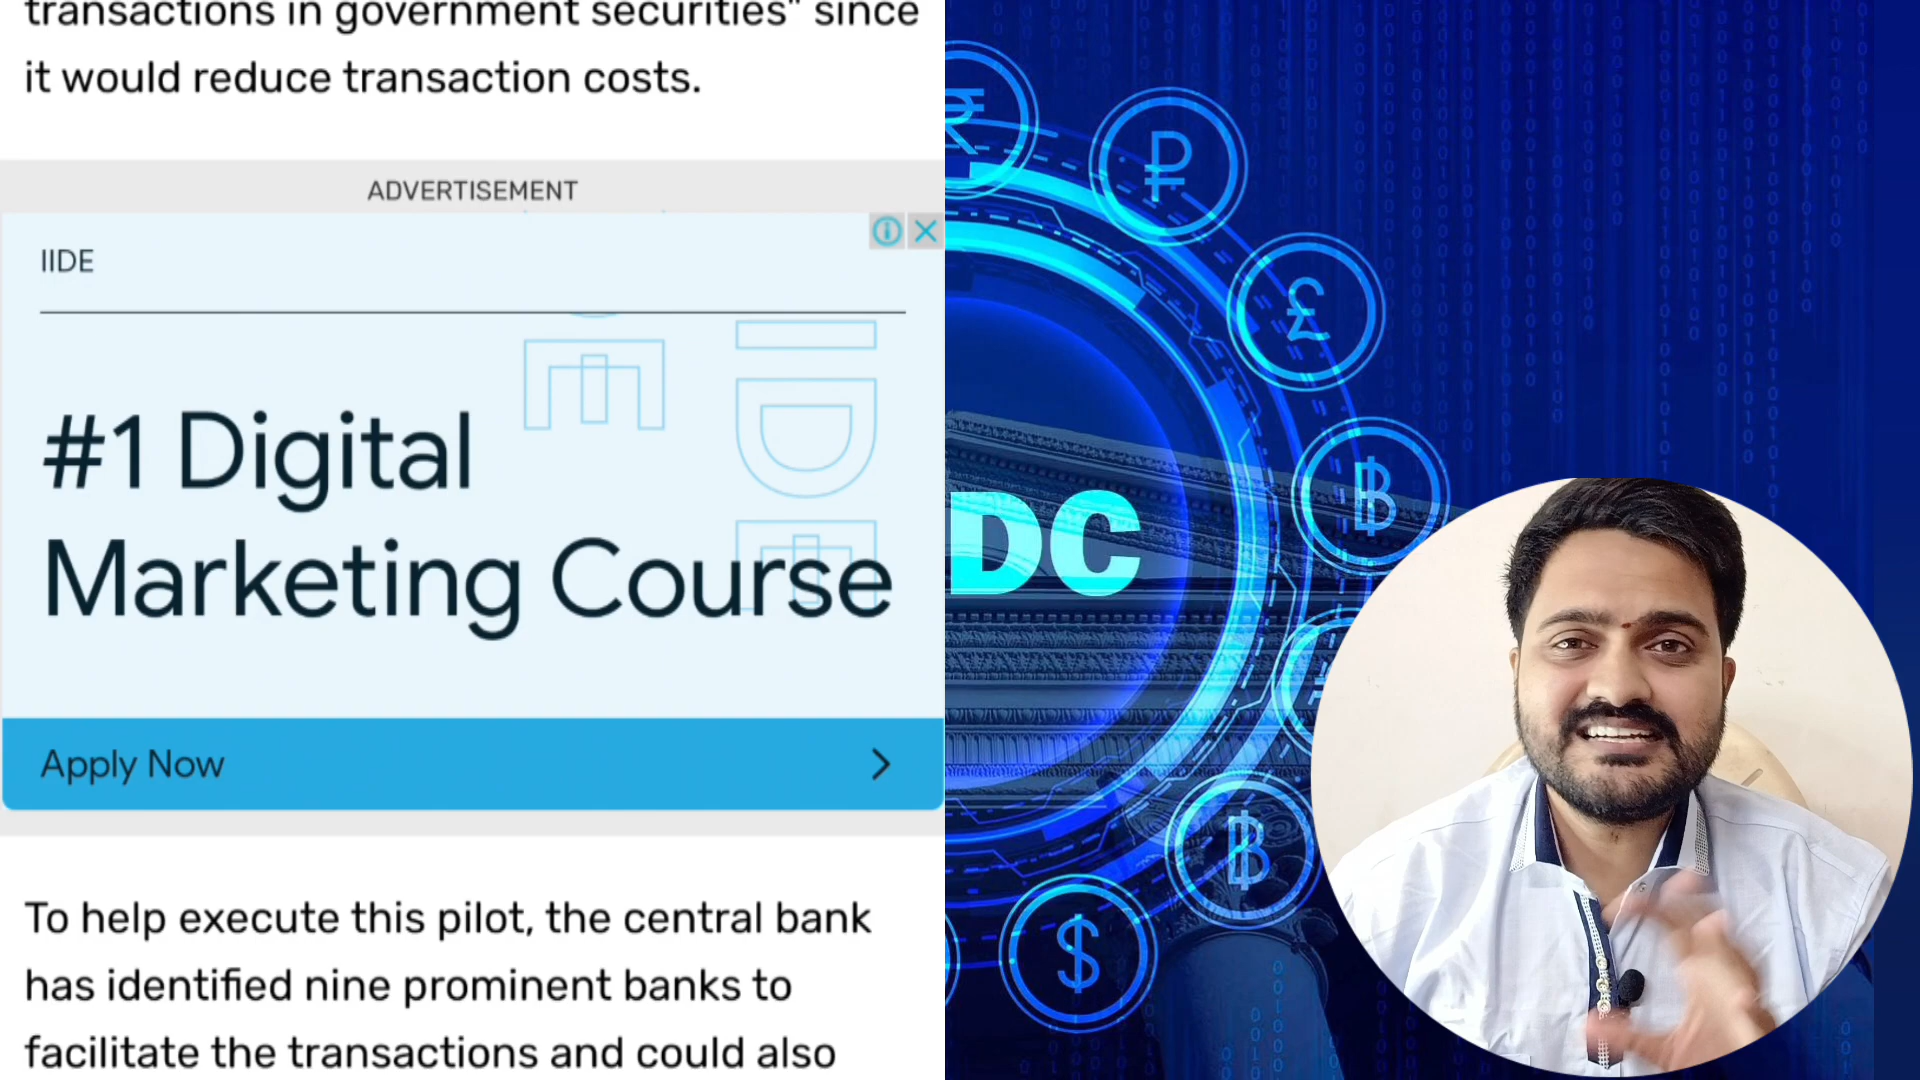 transactions in government securities" since
it would reduce transaction costs.
ADVERTISEMENT
IIDE
#1 Digital
Marketing Course
Apply Now
To help execute this pilot, the central bank
has identified nine prominent banks to
facilitate the transactions and could also
DC